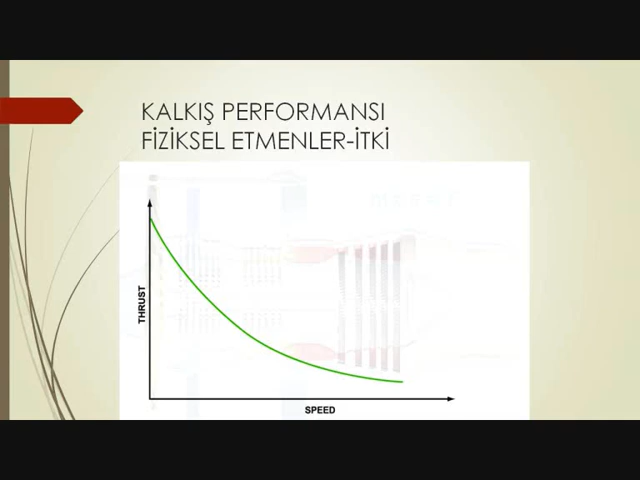 KALKIŞ PERFORMANSI
FİZİKSEL ETMENLER-İTKİ
THRUST
SPEED